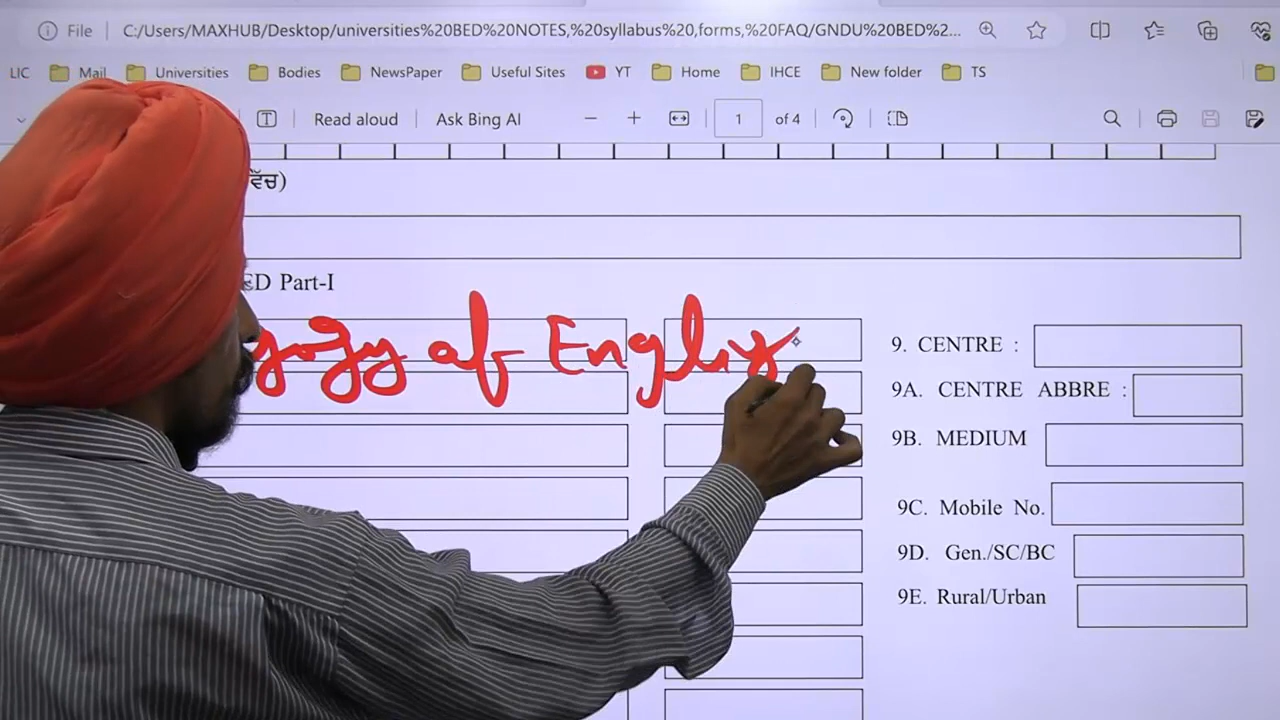 File C:/Users/MAXHUB/Desktop/universities%20BED%20NOTES,%20syllabus%20,forms,%20FAQ/GNDU%20BED%2...
LIC Mail Universities Bodies NewsPaper Useful Sites YT Home IHCE New folder TS
T Read aloud Ask Bing AI 1 of 4
ਵਿੱਚ)
ED Part-I
gogy of Englis
9. CENTRE :
9A. CENTRE ABBRE :
9B. MEDIUM
9C. Mobile No.
9D. Gen./SC/BC
9E. Rural/Urban